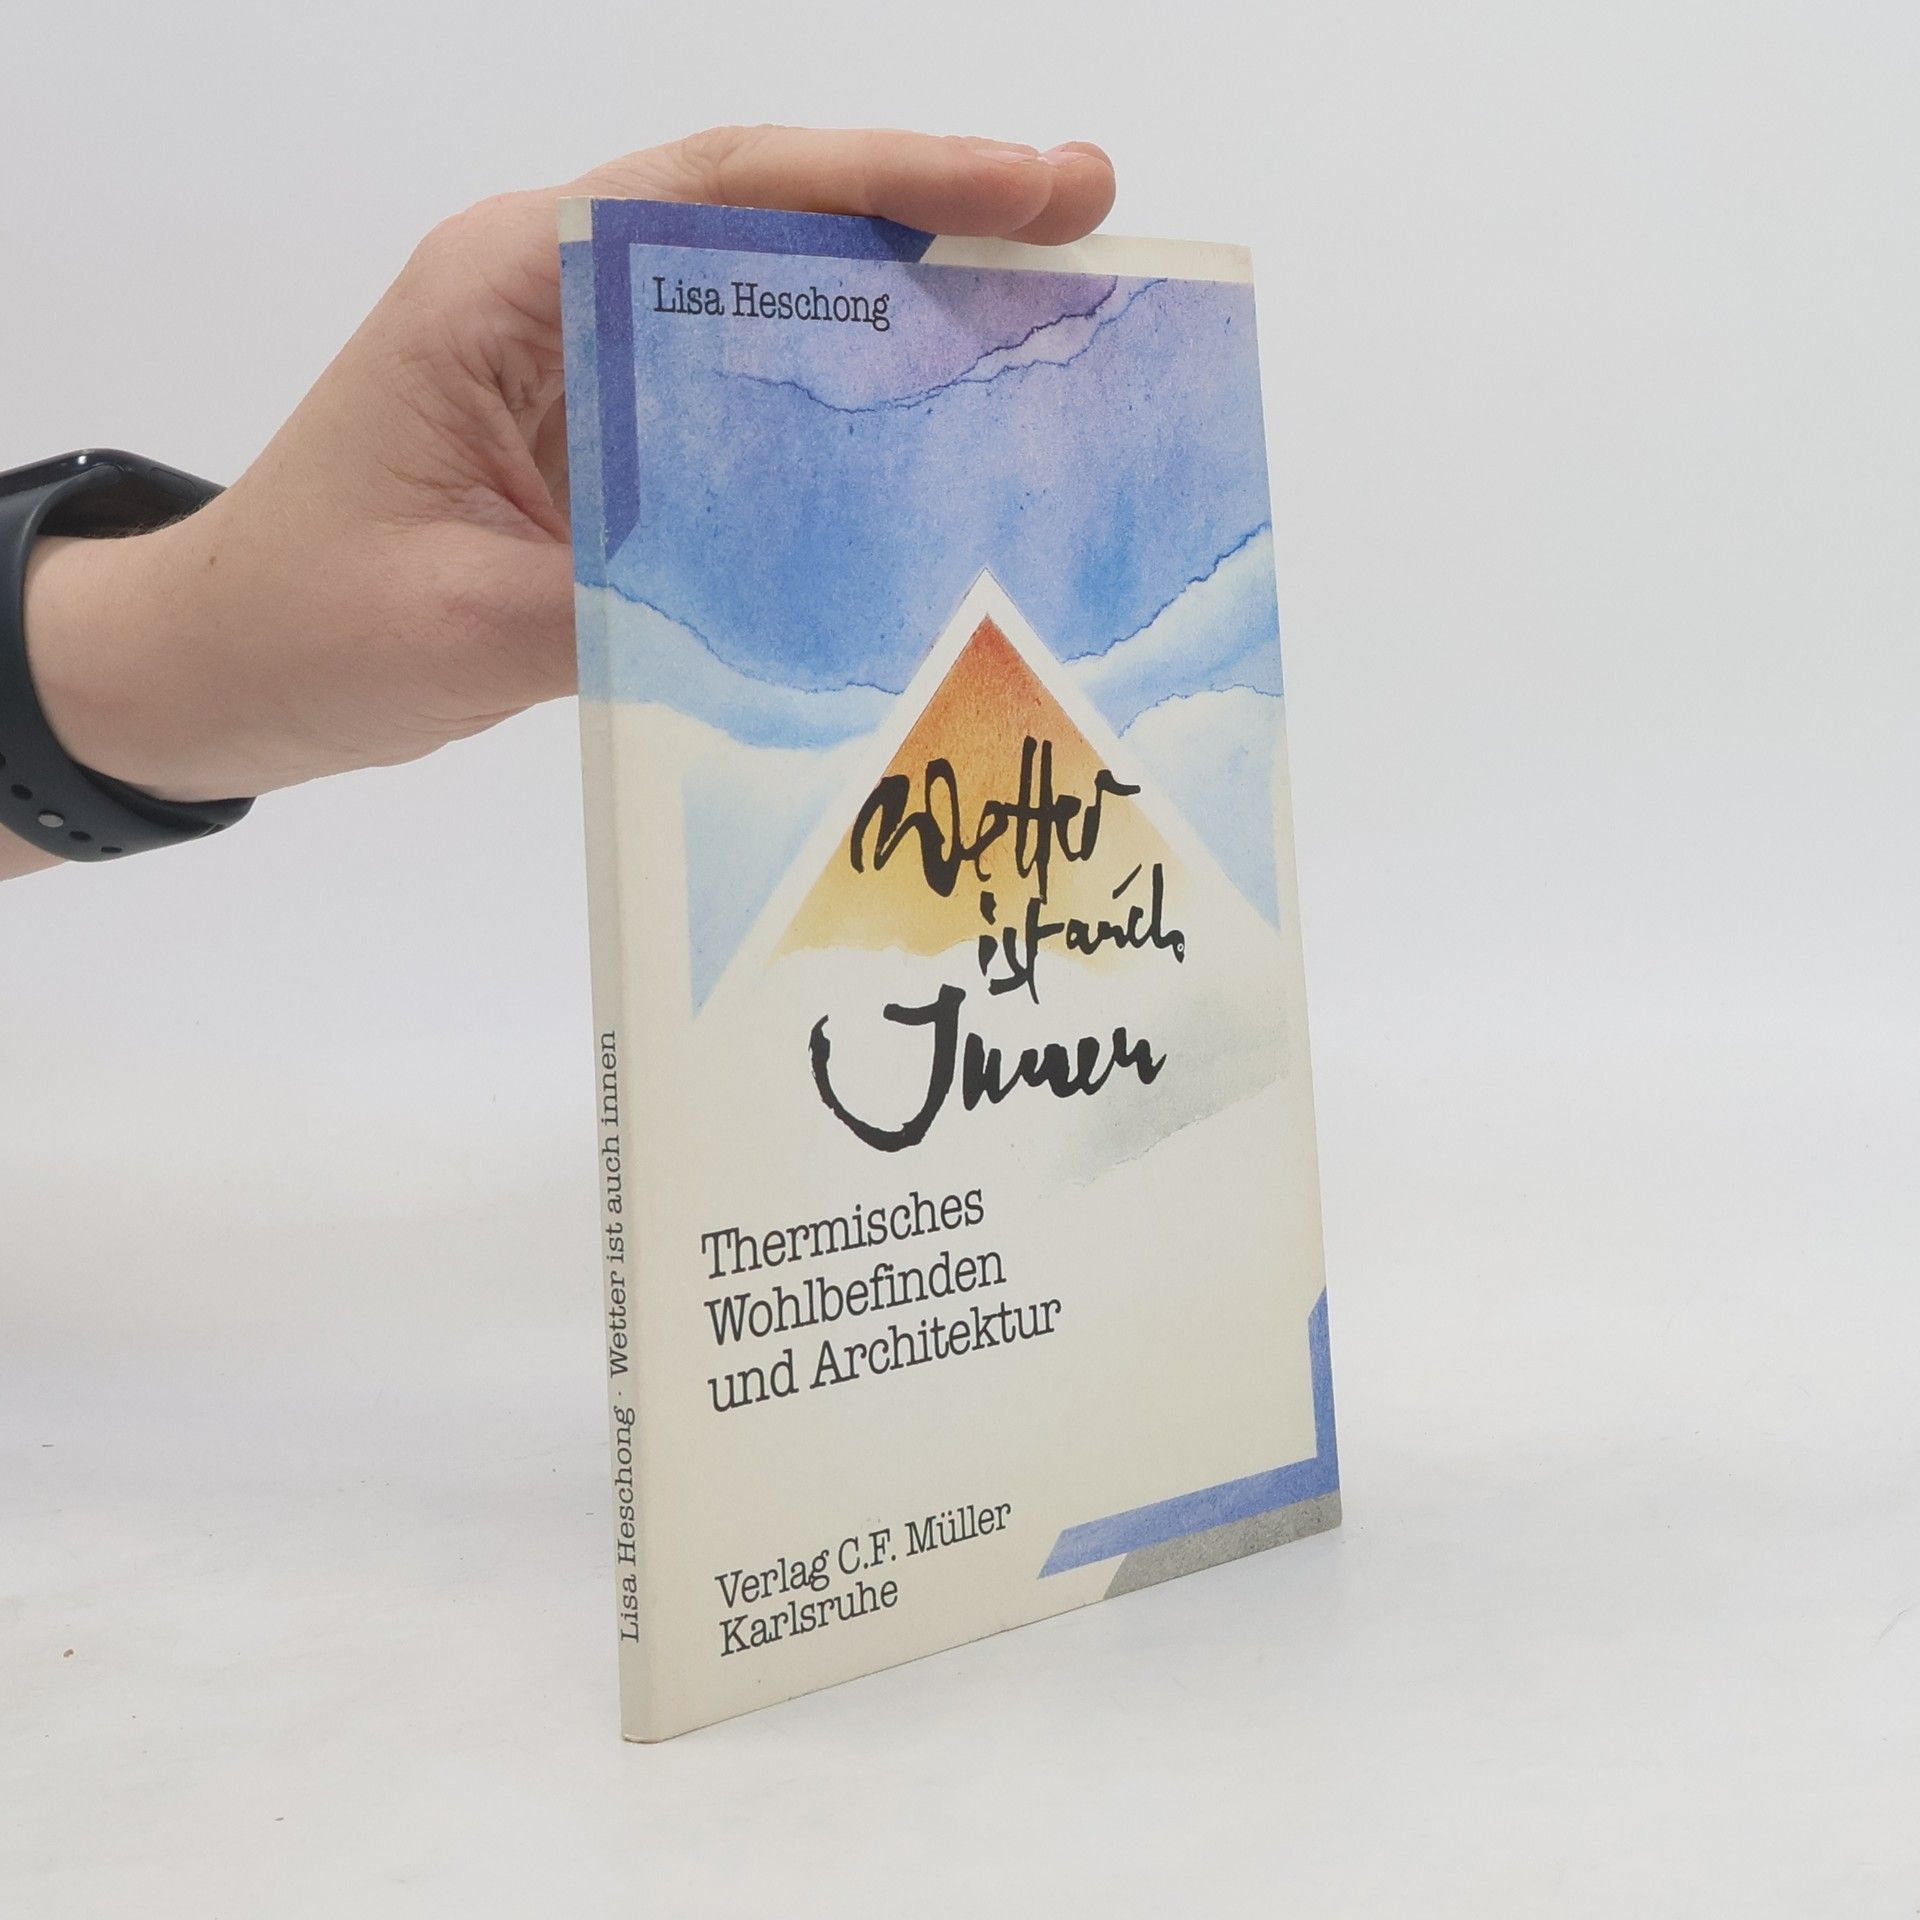 Lisa Heschong
Wetter
ist auch
Innen
Thermisches
Wohlbefinden
und Architektur
Verlag C.F. Müller
Karlsruhe
Lisa Heschong · Wetter ist auch innen